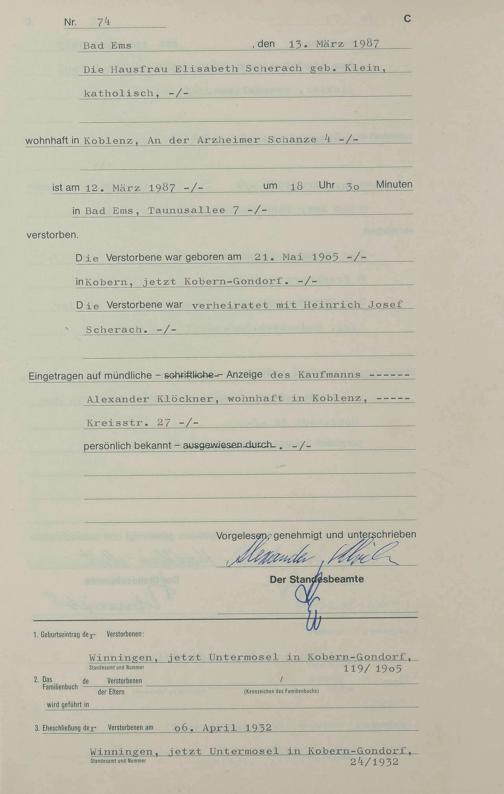 Nr. 74 C
Bad Ems , den 13. März 1987
Die Hausfrau Elisabeth Scherach geb. Klein,
katholisch, -/-
wohnhaft in Koblenz, An der Arzheimer Schanze 4 -/-
ist am 12. März 1987 -/- um 18 Uhr 3o Minuten
in Bad Ems, Taunusallee 7 -/-
verstorben.
Die Verstorbene war geboren am 21. Mai 19o5 -/-
in Kobern, jetzt Kobern-Gondorf. -/-
Die Verstorbene war verheiratet mit Heinrich Josef
Scherach. -/-
Eingetragen auf mündliche – schriftliche – Anzeige des Kaufmanns ------
Alexander Klöckner, wohnhaft in Koblenz, -----
Kreisstr. 27 -/-
persönlich bekannt – ausgewiesen durch . -/-
Vorgelesen, genehmigt und unterschrieben
Alexander
Der Standesbeamte
1. Geburtseintrag der- Verstorbenen:
Winningen, jetzt Untermosel in Kobern-Gondorf,
Standesamt und Nummer 119/ 19o5
2. Das Familienbuch de Verstorbenen /
der Eltern (Kennzeichen des Familienbuchs)
wird geführt in
3. Eheschließung der- Verstorbenen am o6. April 1932
Winningen, jetzt Untermosel in Kobern-Gondorf,
Standesamt und Nummer 24/1932